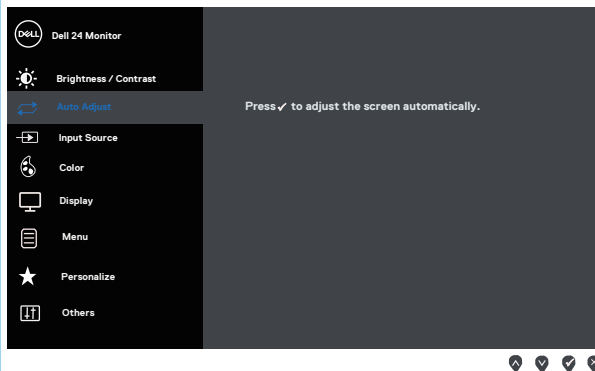 DELL
Dell 24 Monitor
Brightness / Contrast
Auto Adjust
Press ✓ to adjust the screen automatically.
Input Source
Color
Display
Menu
Personalize
Others